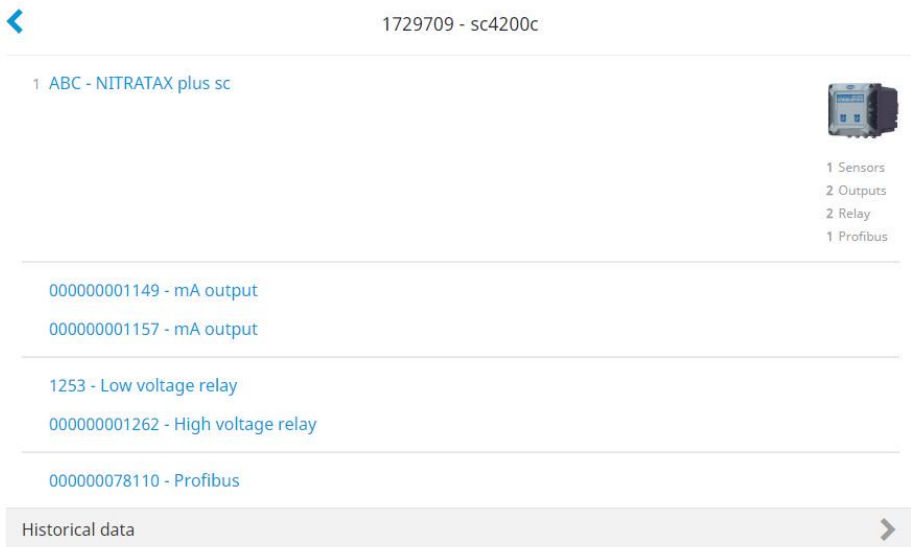 1729709 - sc4200c
1 ABC - NITRATAX plus sc
1 Sensors
2 Outputs
2 Relay
1 Profibus
000000001149 - mA output
000000001157 - mA output
1253 - Low voltage relay
000000001262 - High voltage relay
000000078110 - Profibus
Historical data